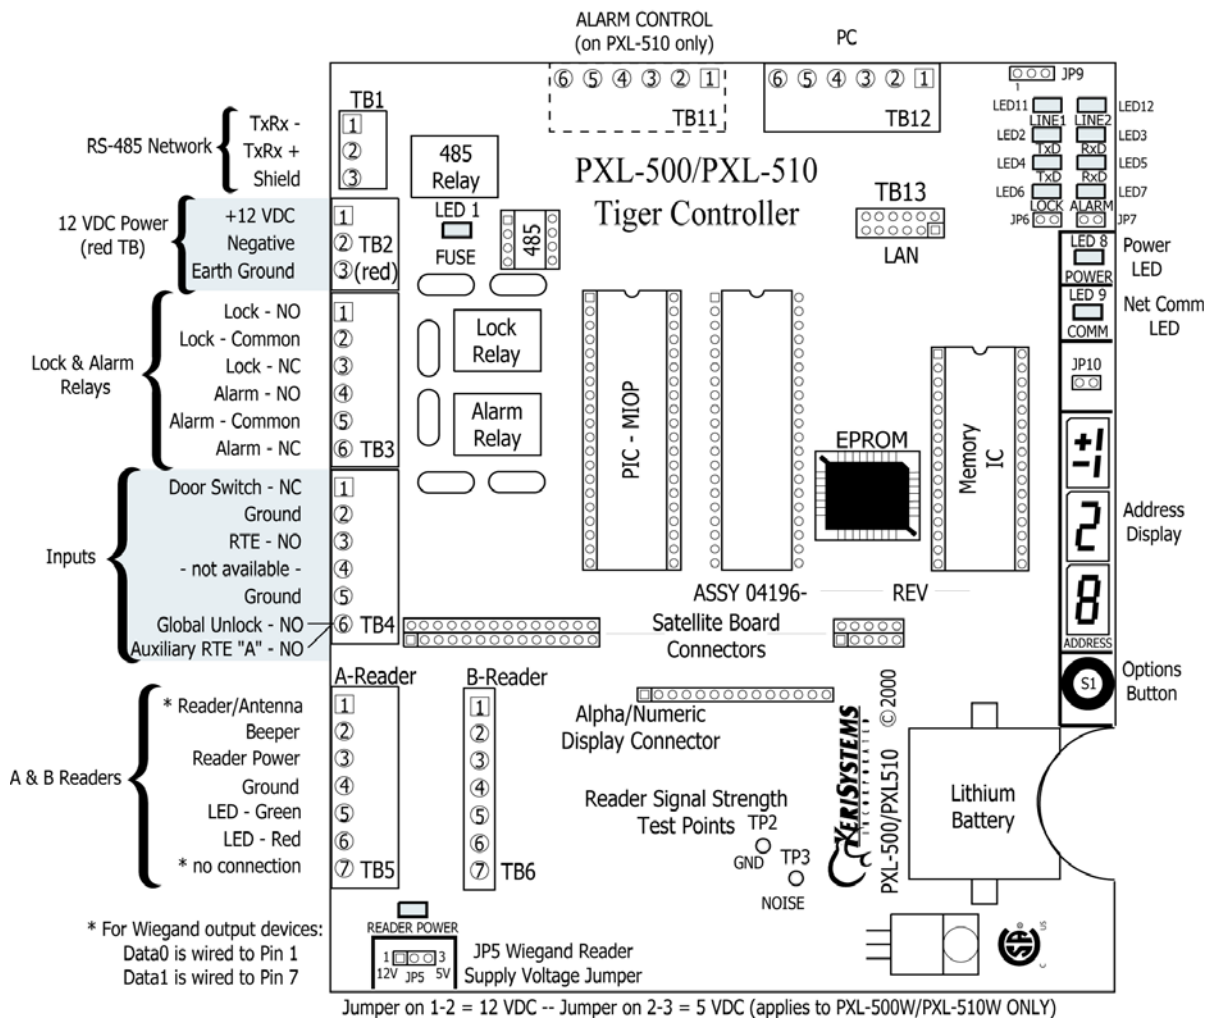 ALARM CONTROL
(on PXL-510 only)
PC
6 5 4 3 2 1
TB11
6 5 4 3 2 1
TB12
JP9
1
LED11
LINE1
LINE2
LED12
LED2
TxD
RxD
LED3
LED4
TxD
RxD
LED5
LED6
LOCK
ALARM
LED7
JP6
JP7
RS-485 Network
TxRx -
TxRx +
Shield
TB1
1
2
3
485
Relay
PXL-500/PXL-510
Tiger Controller
TB13
LAN
12 VDC Power
(red TB)
+12 VDC
Negative
Earth Ground
1
2 TB2
3 (red)
LED 1
FUSE
485
LED 8
POWER
Power
LED
LED 9
COMM
Net Comm
LED
JP10
Lock & Alarm
Relays
Lock - NO
Lock - Common
Lock - NC
Alarm - NO
Alarm - Common
Alarm - NC
1
2
3
4
5
6 TB3
Lock
Relay
Alarm
Relay
PIC - MIOP
EPROM
Memory
IC
+1
-1
2
8
ADDRESS
Address
Display
Inputs
Door Switch - NC
Ground
RTE - NO
- not available -
Ground
Global Unlock - NO
Auxiliary RTE "A" - NO
1
2
3
4
5
6 TB4
ASSY 04196-
REV
Satellite Board
Connectors
S1
Options
Button
A & B Readers
* Reader/Antenna
Beeper
Reader Power
Ground
LED - Green
LED - Red
* no connection
A-Reader
1
2
3
4
5
6
7 TB5
B-Reader
1
2
3
4
5
6
7 TB6
Alpha/Numeric
Display Connector
Reader Signal Strength
Test Points
TP2
GND
TP3
NOISE
VERISYSTEMS
INCORPORATED
PXL-500/PXL510 © 2000
Lithium
Battery
SA
US
C
* For Wiegand output devices:
Data0 is wired to Pin 1
Data1 is wired to Pin 7
READER POWER
1 3
12V JP5 5V
JP5 Wiegand Reader
Supply Voltage Jumper
Jumper on 1-2 = 12 VDC -- Jumper on 2-3 = 5 VDC (applies to PXL-500W/PXL-510W ONLY)